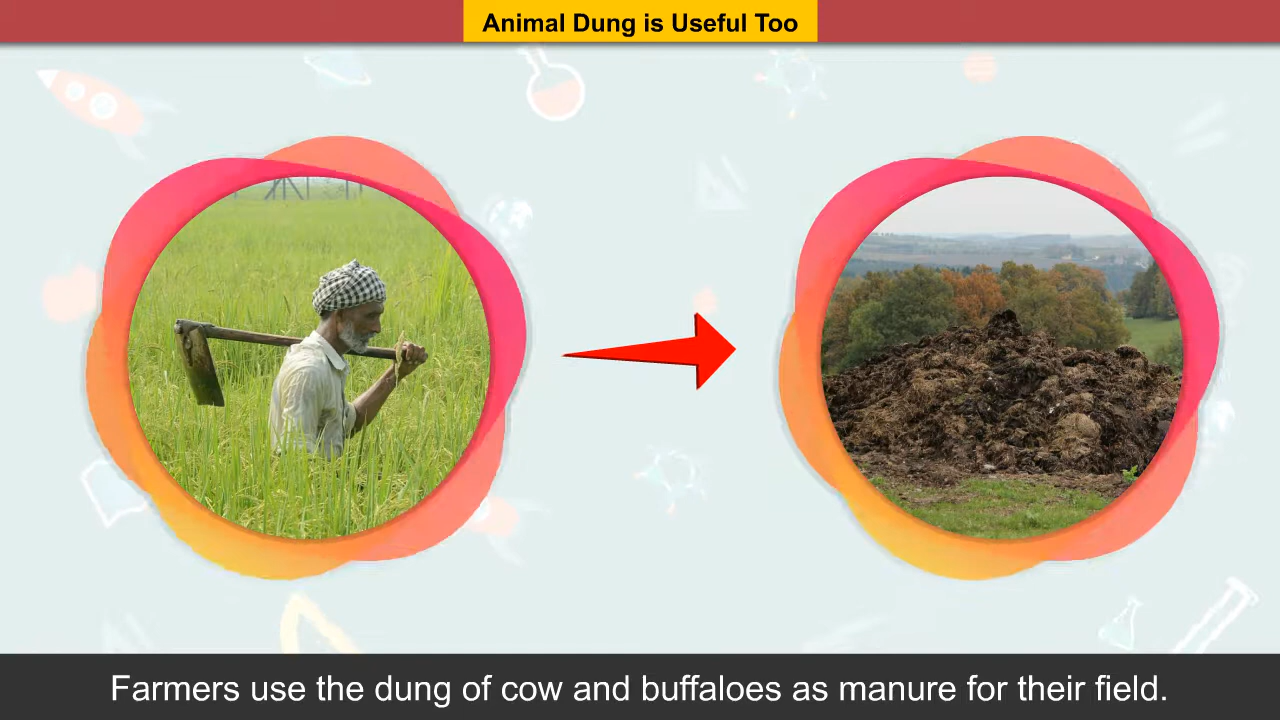 Animal Dung is Useful Too
Farmers use the dung of cow and buffaloes as manure for their field.